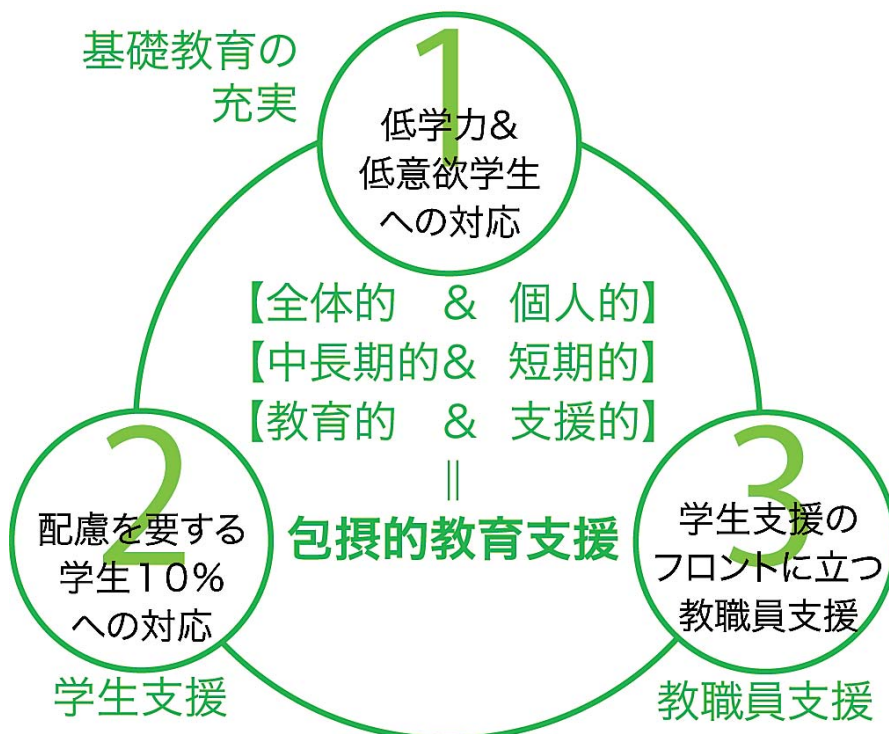 基礎教育の
充実
1
低学力&
低意欲学生
への対応
【全体的 & 個人的】
【中長期的& 短期的】
【教育的 & 支援的】
||
包摂的教育支援
2
配慮を要する
学生10%
への対応
学生支援
3
学生支援の
フロントに立つ
教職員支援
教職員支援